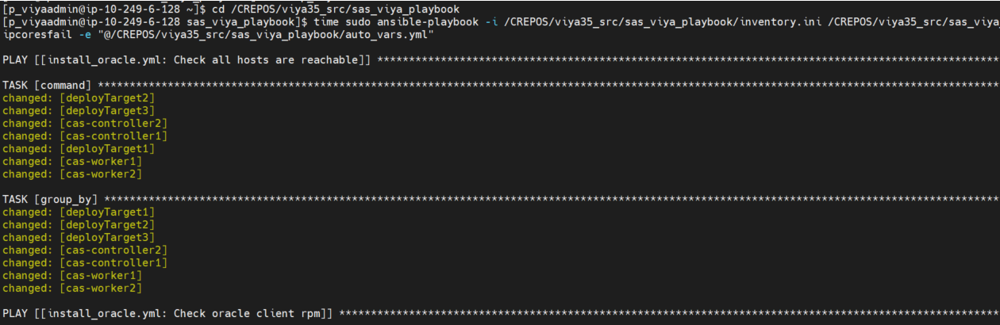 [p_viyaadmin@ip-10-249-6-128 ~]$ cd /CREPOS/viya35_src/sas_viya_playbook
[p_viyaadmin@ip-10-249-6-128 sas_viya_playbook]$ time sudo ansible-playbook -i /CREPOS/viya35_src/sas_viya_playbook/inventory.ini /CREPOS/viya35_src/sas_viya
ipcoresfail -e "@/CREPOS/viya35_src/sas_viya_playbook/auto_vars.yml"
PLAY [[install_oracle.yml: Check all hosts are reachable]] **************************************************************************************************
TASK [command] **********************************************************************************************************************************************
changed: [deployTarget2]
changed: [deployTarget3]
changed: [cas-controller2]
changed: [cas-controller1]
changed: [deployTarget1]
changed: [cas-worker1]
changed: [cas-worker2]
TASK [group_by] *********************************************************************************************************************************************
changed: [deployTarget1]
changed: [deployTarget2]
changed: [deployTarget3]
changed: [cas-controller2]
changed: [cas-controller1]
changed: [cas-worker1]
changed: [cas-worker2]
PLAY [[install_oracle.yml: Check oracle client rpm]] ********************************************************************************************************